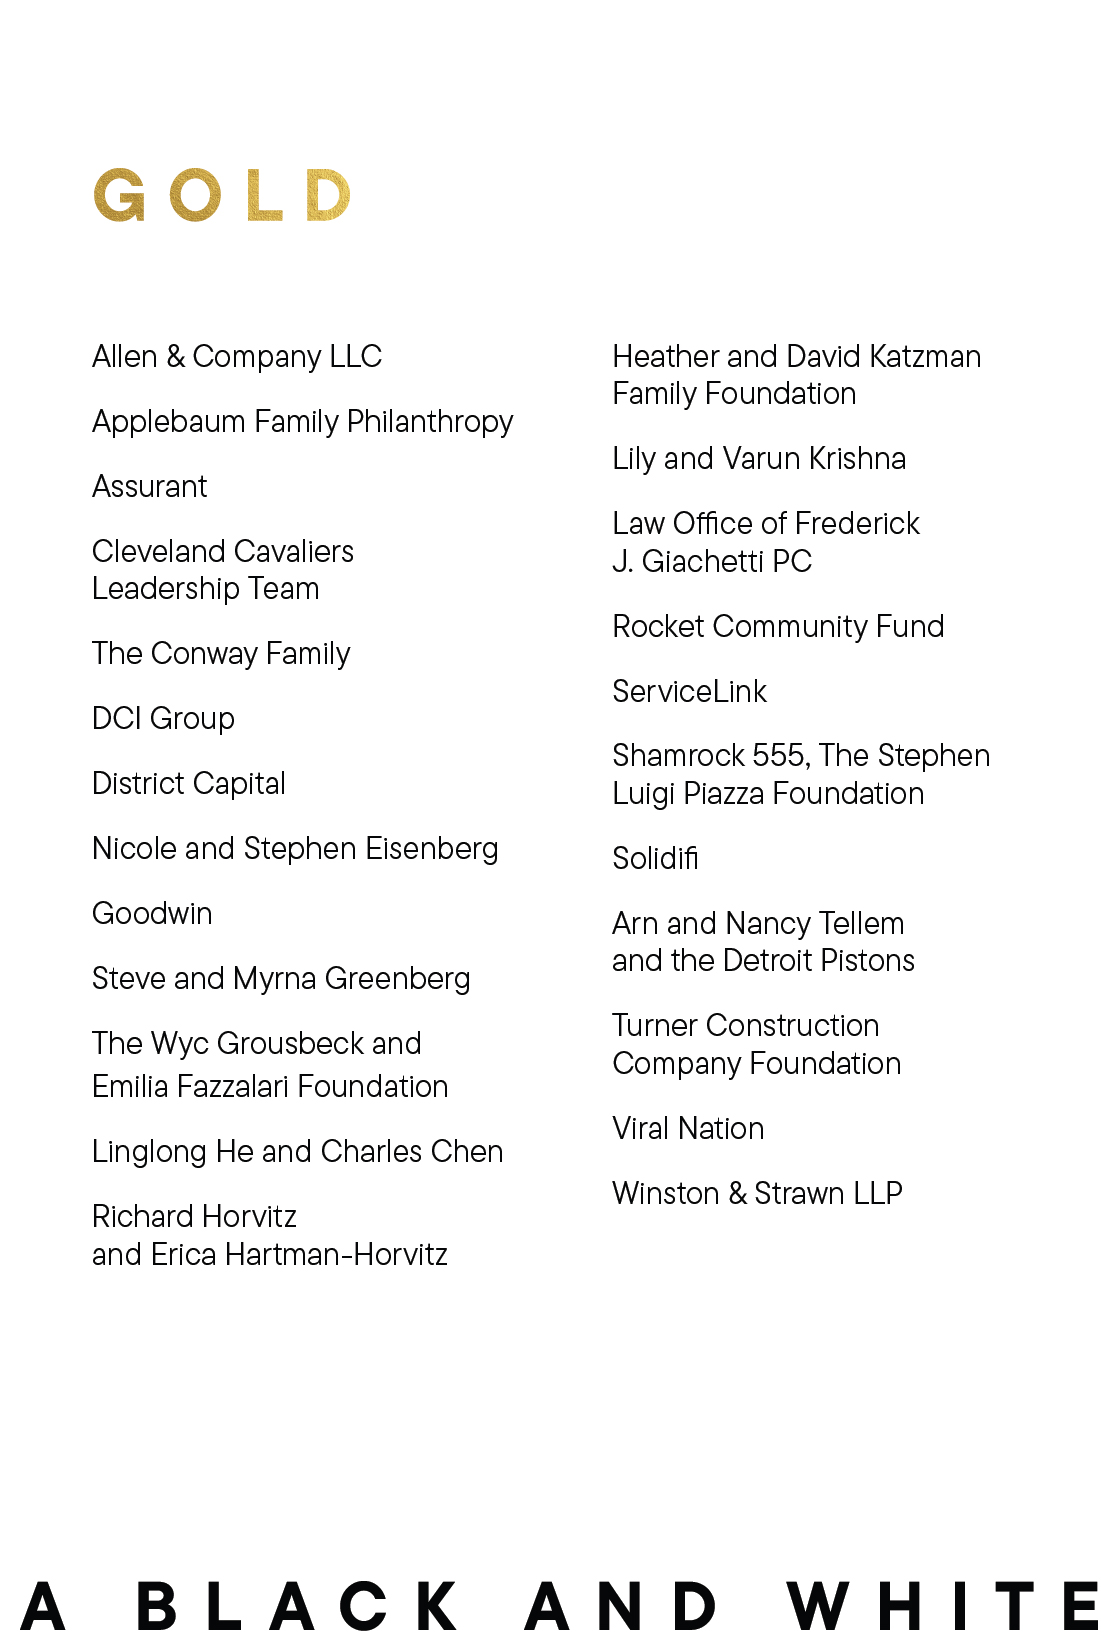 GOLD
Allen & Company LLC
Applebaum Family Philanthropy
Assurant
Cleveland Cavaliers
Leadership Team
The Conway Family
DCI Group
District Capital
Nicole and Stephen Eisenberg
Goodwin
Steve and Myrna Greenberg
The Wyc Grousbeck and
Emilia Fazzalari Foundation
Linglong He and Charles Chen
Richard Horvitz
and Erica Hartman-Horvitz
Heather and David Katzman
Family Foundation
Lily and Varun Krishna
Law Office of Frederick
J. Giachetti PC
Rocket Community Fund
ServiceLink
Shamrock 555, The Stephen
Luigi Piazza Foundation
Solidifi
Arn and Nancy Tellem
and the Detroit Pistons
Turner Construction
Company Foundation
Viral Nation
Winston & Strawn LLP
A BLACK AND WHITE